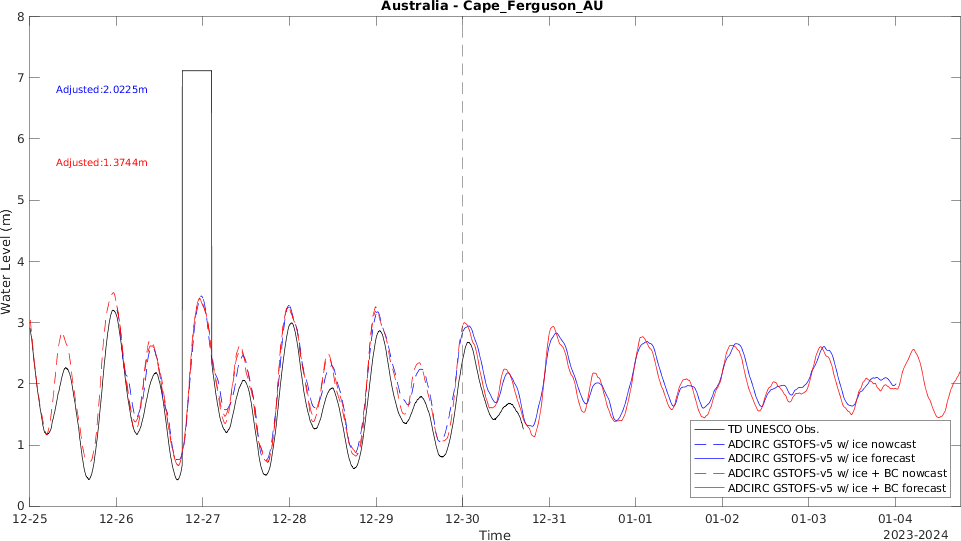 Australia - Cape_Ferguson_AU
8
7
6
5
4
3
2
1
0
Water Level (m)
Adjusted:2.0225m
Adjusted:1.3744m
TD UNESCO Obs.
ADCIRC GSTOFS-v5 w/ ice nowcast
ADCIRC GSTOFS-v5 w/ ice forecast
ADCIRC GSTOFS-v5 w/ ice + BC nowcast
ADCIRC GSTOFS-v5 w/ ice + BC forecast
12-25 12-26 12-27 12-28 12-29 12-30 12-31 01-01 01-02 01-03 01-04
Time
2023-2024